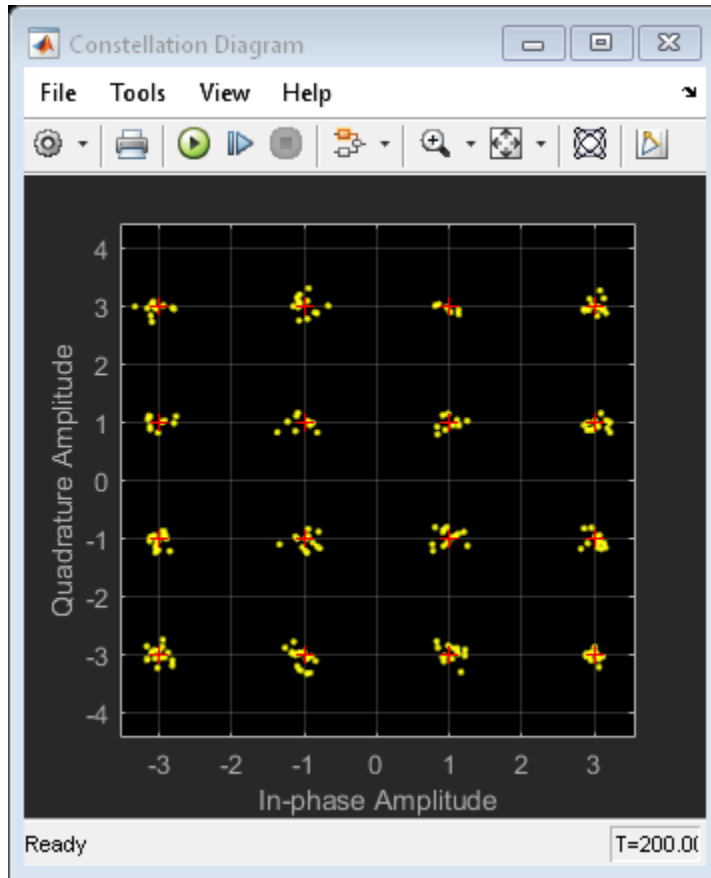 Constellation Diagram
File Tools View Help
4
3
2
1
0
-1
-2
-3
-4
Quadrature Amplitude
-3 -2 -1 0 1 2 3
In-phase Amplitude
Ready T=200.00